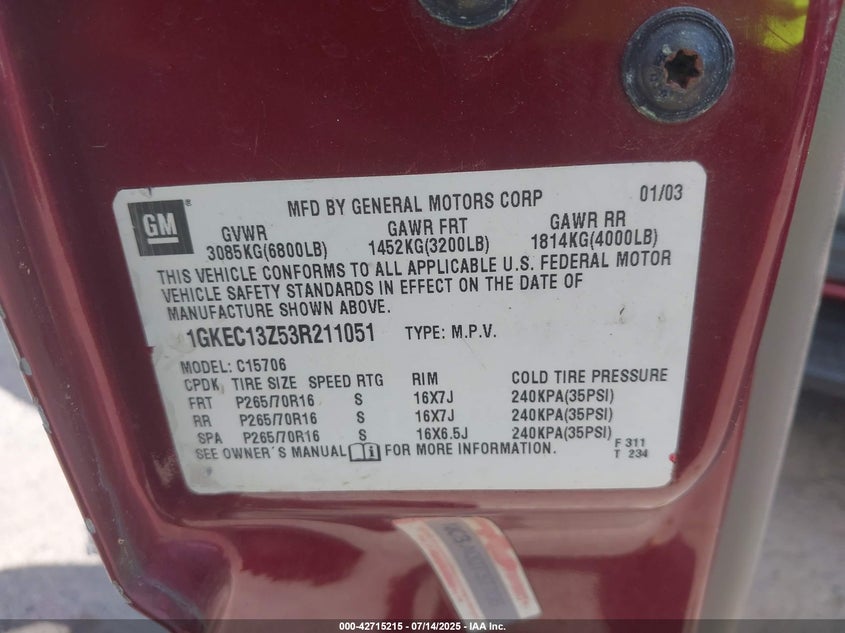 GM ®
MFD BY GENERAL MOTORS CORP 01/03
GVWR GAWR FRT GAWR RR
3085KG(6800LB) 1452KG(3200LB) 1814KG(4000LB)
THIS VEHICLE CONFORMS TO ALL APPLICABLE U.S. FEDERAL MOTOR
VEHICLE SAFETY STANDARDS IN EFFECT ON THE DATE OF
MANUFACTURE SHOWN ABOVE.
1GKEC13Z53R211051 TYPE: M.P.V.
MODEL: C15706
CPDK TIRE SIZE SPEED RTG RIM COLD TIRE PRESSURE
FRT P265/70R16 S 16X7J 240KPA(35PSI)
RR P265/70R16 S 16X7J 240KPA(35PSI)
SPA P265/70R16 S 16X6.5J 240KPA(35PSI)
SEE OWNER'S MANUAL FOR MORE INFORMATION.
F 311
T 234
000-42715215 - 07/14/2025 - IAA Inc.